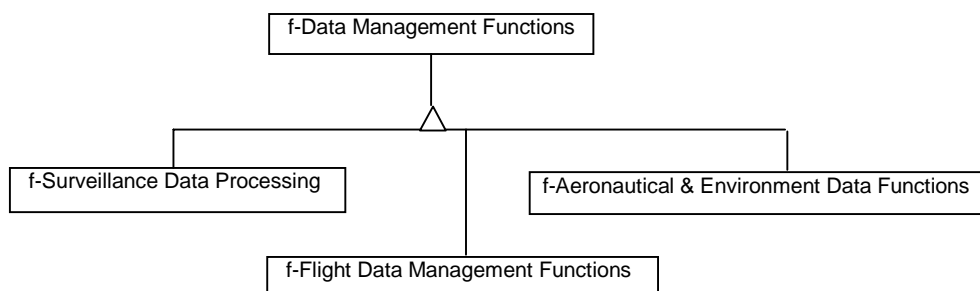 f-Data Management Functions
f-Surveillance Data Processing
f-Aeronautical & Environment Data Functions
f-Flight Data Management Functions